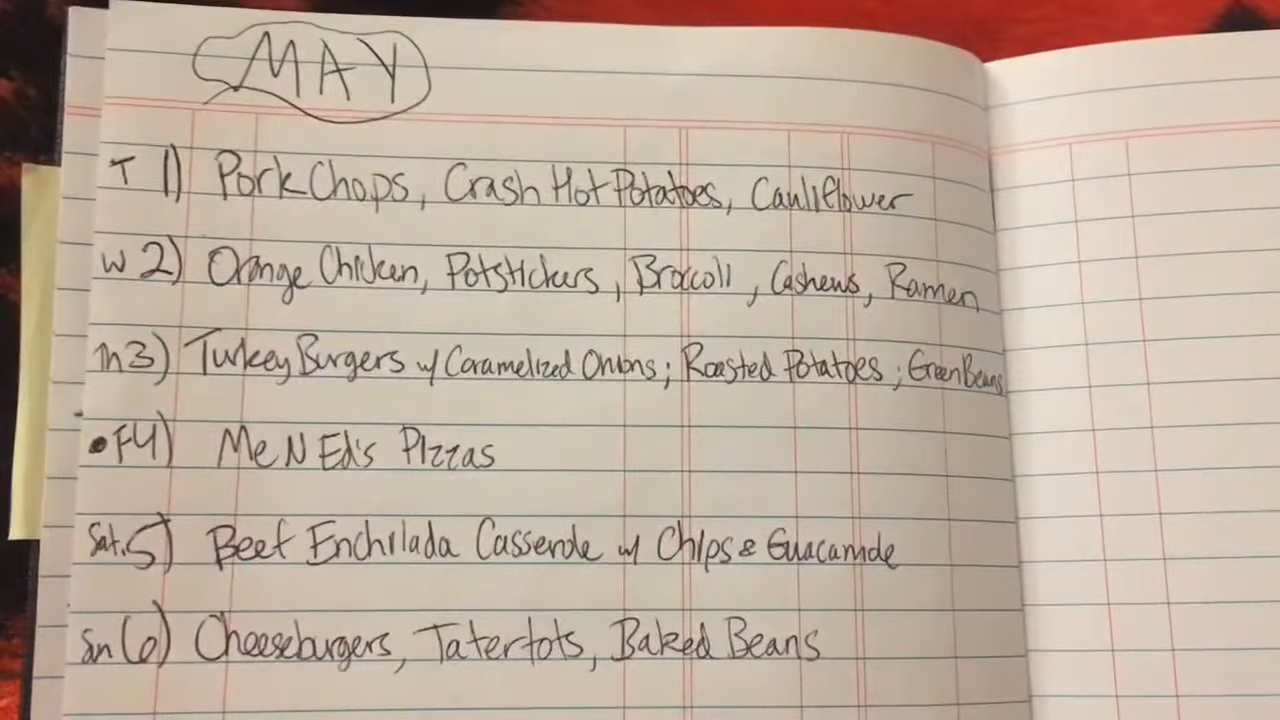 MAY
T 1) Pork Chops, Crash Hot Potatoes, Cauliflower
W 2) Orange Chicken, Potstickers, Broccoli, Cashews, Ramen
Th 3) Turkey Burgers w/ Caramelized Onions; Roasted Potatoes; Green Beans
•F4) Me N Ed's Pizzas
Sat. 5) Beef Enchilada Casserole w/ Chips & Guacamole
Sun 6) Cheeseburgers, Tatertots, Baked Beans